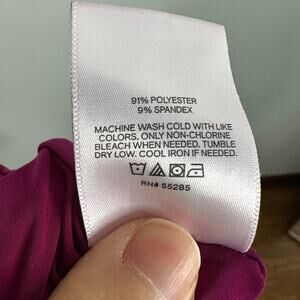 91% POLYESTER
9% SPANDEX
MACHINE WASH COLD WITH LIKE
COLORS. ONLY NON-CHLORINE
BLEACH WHEN NEEDED. TUMBLE
DRY LOW. COOL IRON IF NEEDED.
RN# 55285